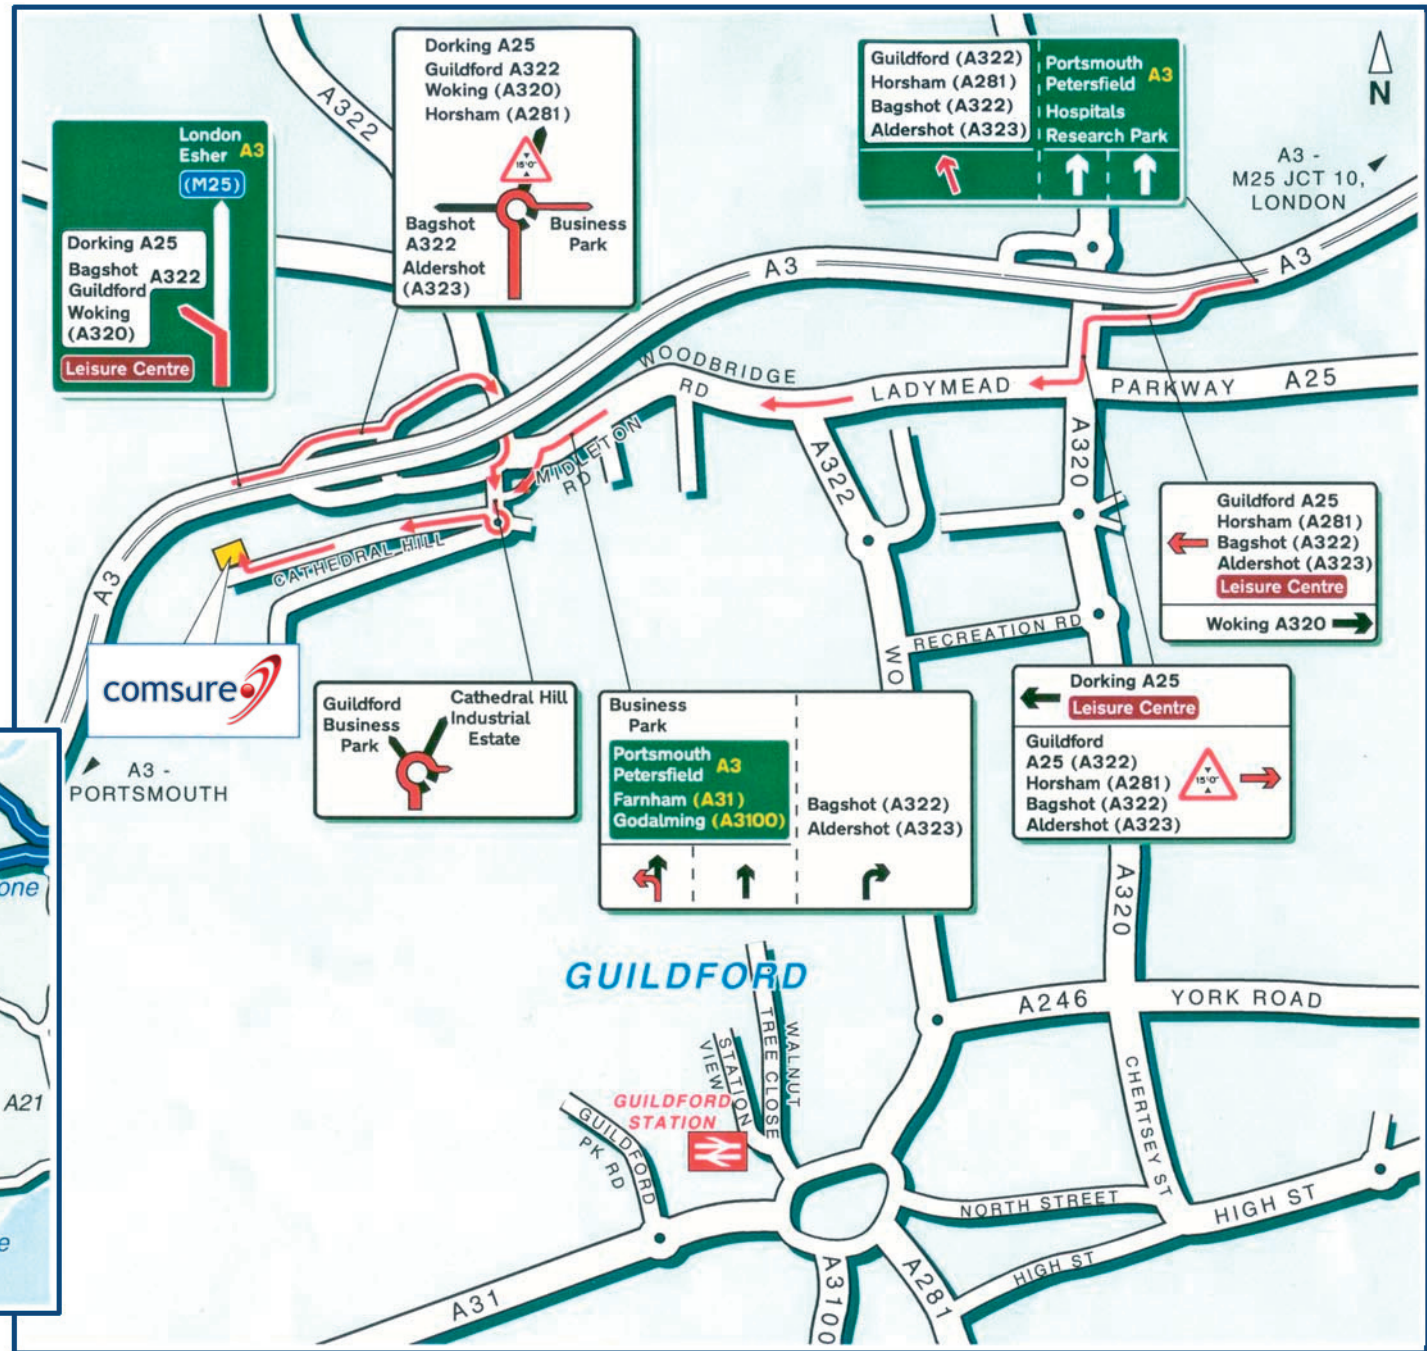 A322
London
Esher A3
(M25)
Dorking A25
Bagshot
Guildford
A322
Woking
(A320)
Leisure Centre
Dorking A25
Guildford A322
Woking (A320)
Horsham (A281)
15'0"
Bagshot
A322
Aldershot
(A323)
Business
Park
Guildford (A322)
Horsham (A281)
Bagshot (A322)
Aldershot (A323)
Portsmouth
Petersfield
A3
Hospitals
Research Park
N
A3 -
M25 JCT 10,
LONDON
A3
A3
WOODBRIDGE
RD
LADYMEAD
PARKWAY A25
MIDLETON
RD
A322
A320
CATHEDRAL HILL
A3
Guildford A25
Horsham (A281)
Bagshot (A322)
Aldershot (A323)
Leisure Centre
Woking A320
RECREATION RD
WO
comsure
A3 -
PORTSMOUTH
Guildford
Business
Park
Cathedral Hill
Industrial
Estate
Business
Park
Portsmouth
Petersfield
A3
Farnham (A31)
Godalming (A3100)
Bagshot (A322)
Aldershot (A323)
Dorking A25
Leisure Centre
Guildford
A25 (A322)
Horsham (A281)
Bagshot (A322)
Aldershot (A323)
15'0"
A320
one
A21
e
GUILDFORD
A246
YORK ROAD
WALNUT
TREE CLOSE
STATION
VIEW
GUILDFORD
STATION
GUILDFORD
PK RD
CHERTSEY ST
NORTH STREET
HIGH ST
HIGH ST
A31
A3100
A281